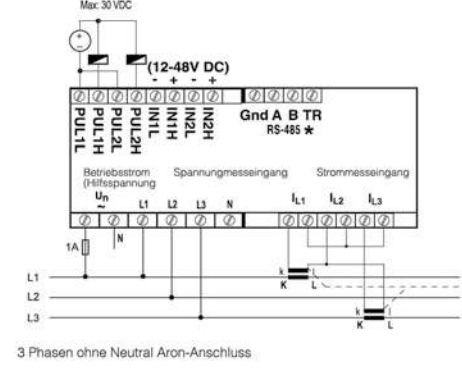 Max: 30 VDC
+
-
(12-48V DC)
- + - +
PUL1L
PUL1H
PUL2L
PUL2H
IN1L
IN1H
IN2L
IN2H
Gnd A B TR
RS-485 *
Betriebsstrom
(Hilfsspannung
Spannungmesseingang
Strommesseingang
Un
~
L1 L2 L3 N
IL1 IL2 IL3
1A
N
L1
k l
K L
L2
L3
k l
K L
3 Phasen ohne Neutral Aron-Anschluss